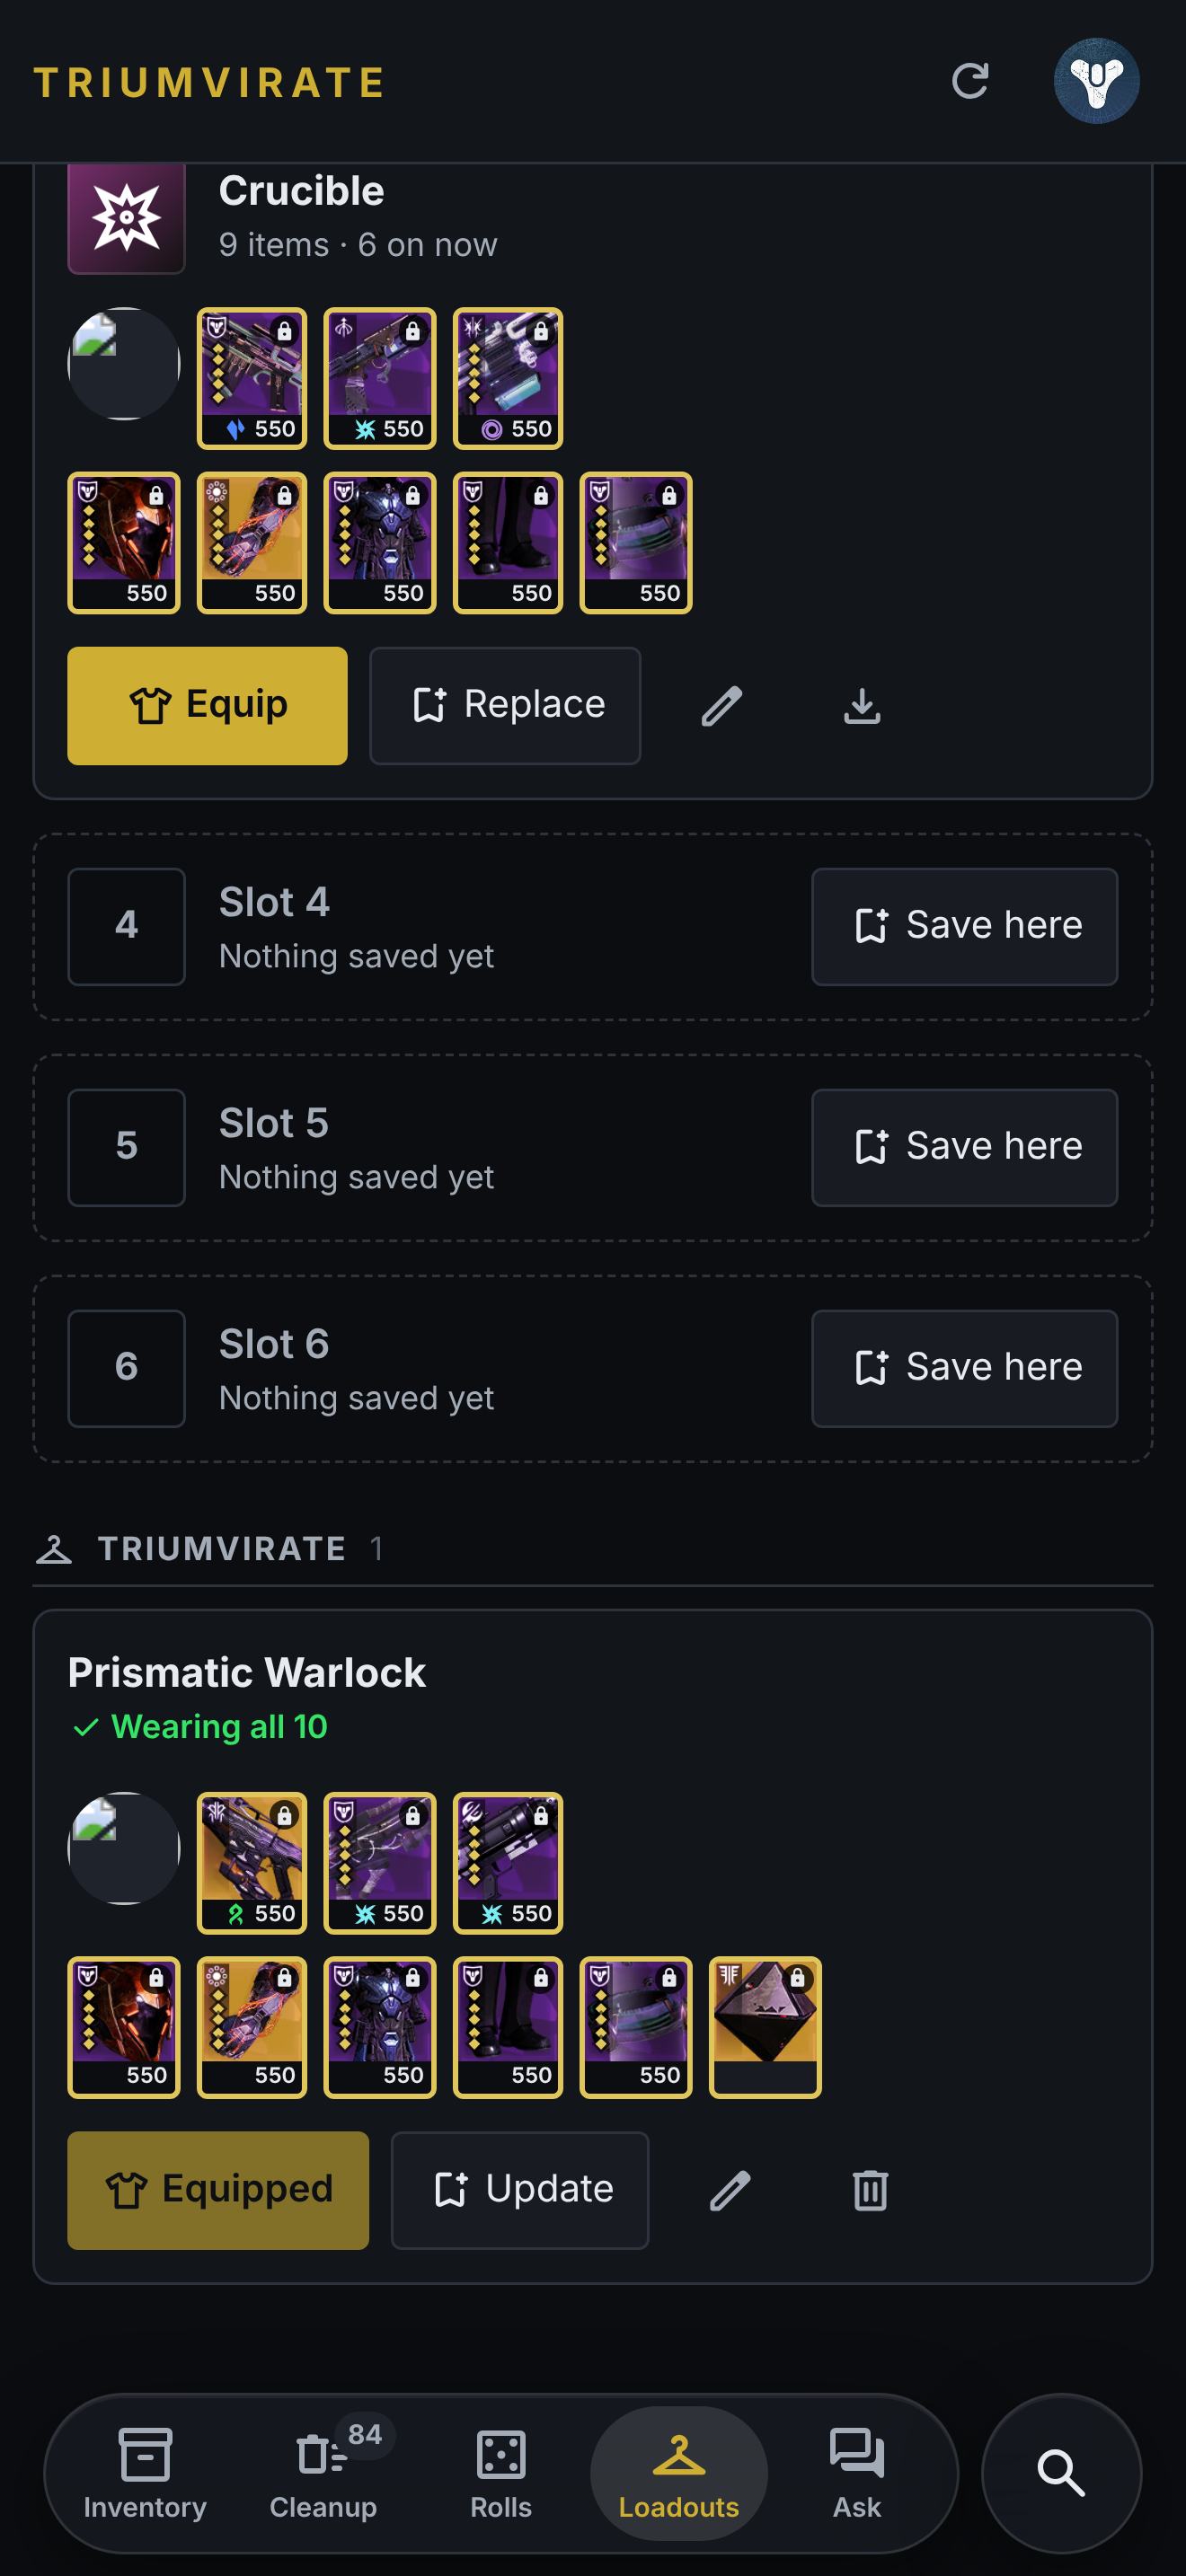 TRIUMVIRATE
Crucible
9 items · 6 on now
550 550 550
550 550 550 550 550
Equip Replace
4 Slot 4 Save here
Nothing saved yet
5 Slot 5 Save here
Nothing saved yet
6 Slot 6 Save here
Nothing saved yet
TRIUMVIRATE 1
Prismatic Warlock
Wearing all 10
550 550 550
550 550 550 550 550
Equipped Update
84
Inventory Cleanup Rolls Loadouts Ask